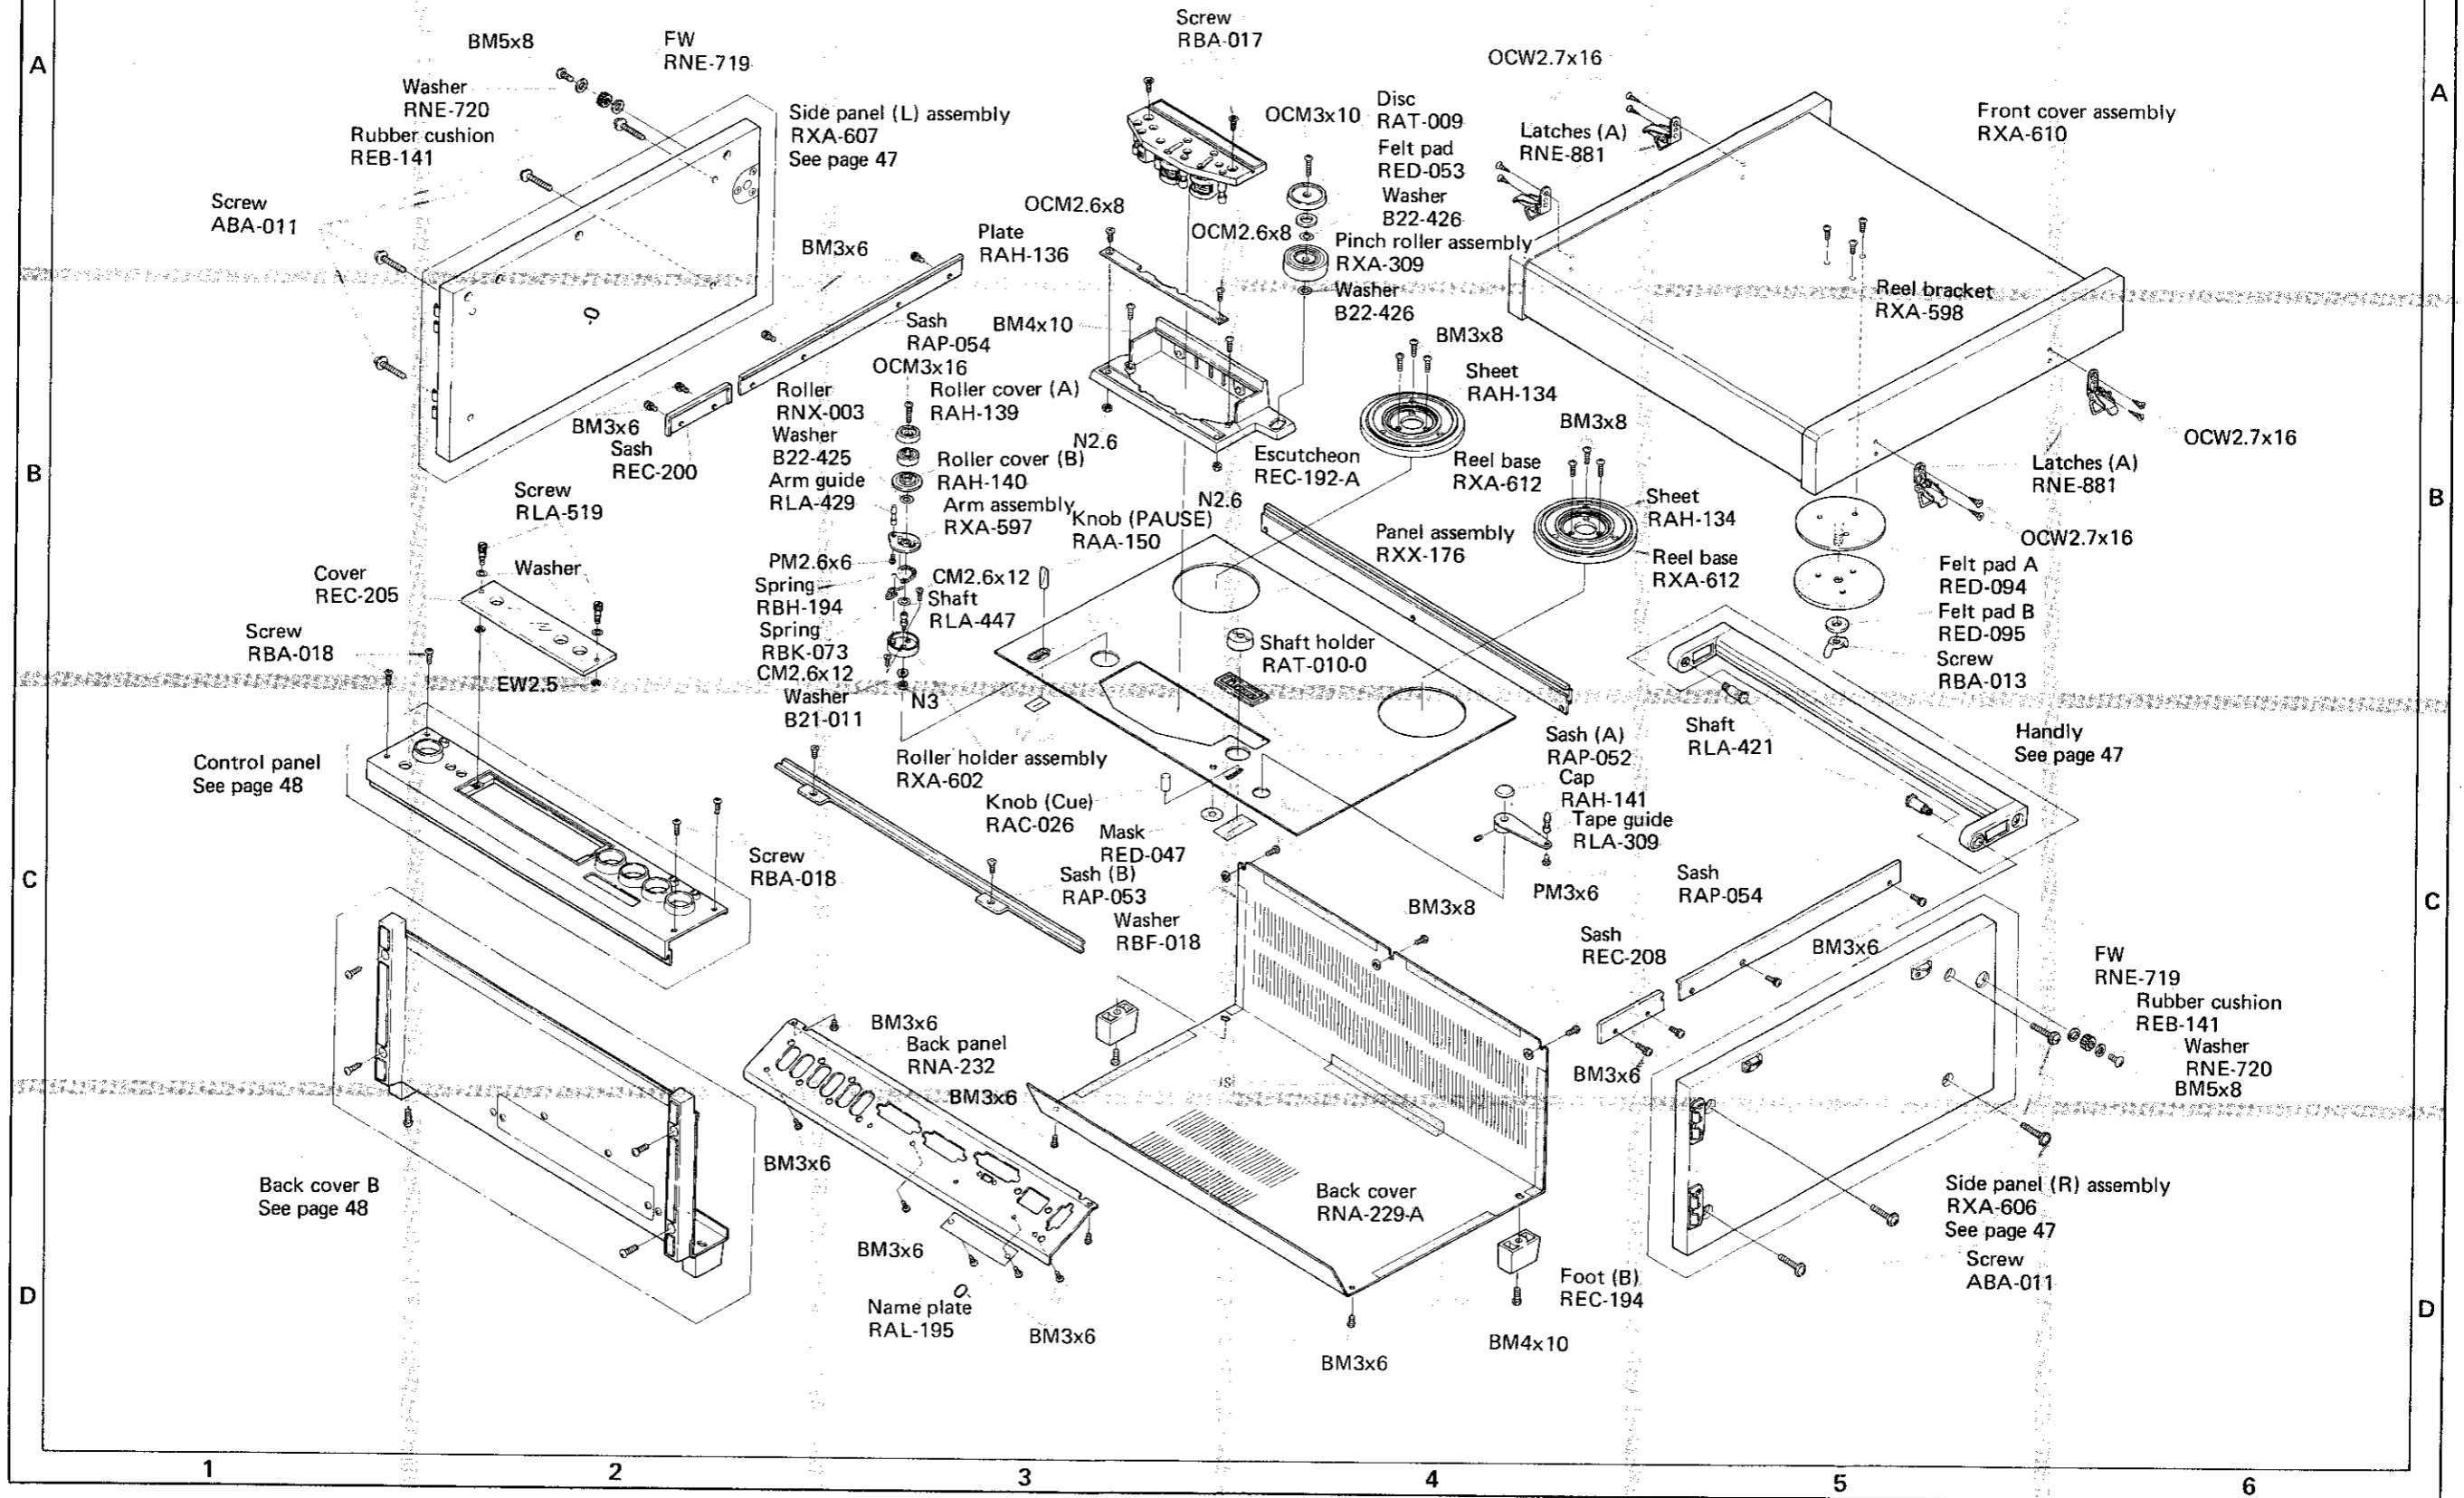 A
A
BM5x8
FW
RNE-719
Washer
RNE-720
Rubber cushion
REB-141
Screw
ABA-011
Side panel (L) assembly
RXA-607
See page 47
Screw
RBA-017
OCM3x10
Disc
RAT-009
Felt pad
RED-053
Washer
B22-426
OCM2.6x8
OCM2.6x8
Pinch roller assembly
RXA-309
Washer
B22-426
OCW2.7x16
Latches (A)
RNE-881
Front cover assembly
RXA-610
Reel bracket
RXA-598
BM3x6
Plate
RAH-136
Sash
RAP-054
BM4x10
OCM3x16
Roller
RNX-003
Roller cover (A)
RAH-139
Washer
B22-425
Roller cover (B)
RAH-140
Arm guide
RLA-429
Arm assembly
RXA-597
BM3x6
Sash
REC-200
N2.6
Escutcheon
REC-192-A
N2.6
BM3x8
Sheet
RAH-134
Reel base
RXA-612
BM3x8
Sheet
RAH-134
Reel base
RXA-612
OCW2.7x16
Latches (A)
RNE-881
OCW2.7x16
B
B
Screw
RLA-519
Washer
Cover
REC-205
Screw
RBA-018
EW2.5
Knob (PAUSE)
RAA-150
PM2.6x6
CM2.6x12
Spring
RBH-194
Shaft
RLA-447
Spring
RBK-073
CM2.6x12
Washer
B21-011
N3
Panel assembly
RXX-176
Shaft holder
RAT-010-0
Felt pad A
RED-094
Felt pad B
RED-095
Screw
RBA-013
Shaft
RLA-421
Handly
See page 47
Control panel
See page 48
Roller holder assembly
RXA-602
Knob (Cue)
RAC-026
Mask
RED-047
Sash (A)
RAP-052
Cap
RAH-141
Tape guide
RLA-309
PM3x6
Screw
RBA-018
Sash (B)
RAP-053
Washer
RBF-018
BM3x8
Sash
RAP-054
Sash
REC-208
BM3x6
BM3x6
C
C
FW
RNE-719
Rubber cushion
REB-141
Washer
RNE-720
BM5x8
BM3x6
Back panel
RNA-232
BM3x6
BM3x6
BM3x6
Name plate
RAL-195
BM3x6
Back cover B
See page 48
Back cover
RNA-229-A
BM3x6
Foot (B)
REC-194
BM4x10
Side panel (R) assembly
RXA-606
See page 47
Screw
ABA-011
D
D
1
2
3
4
5
6